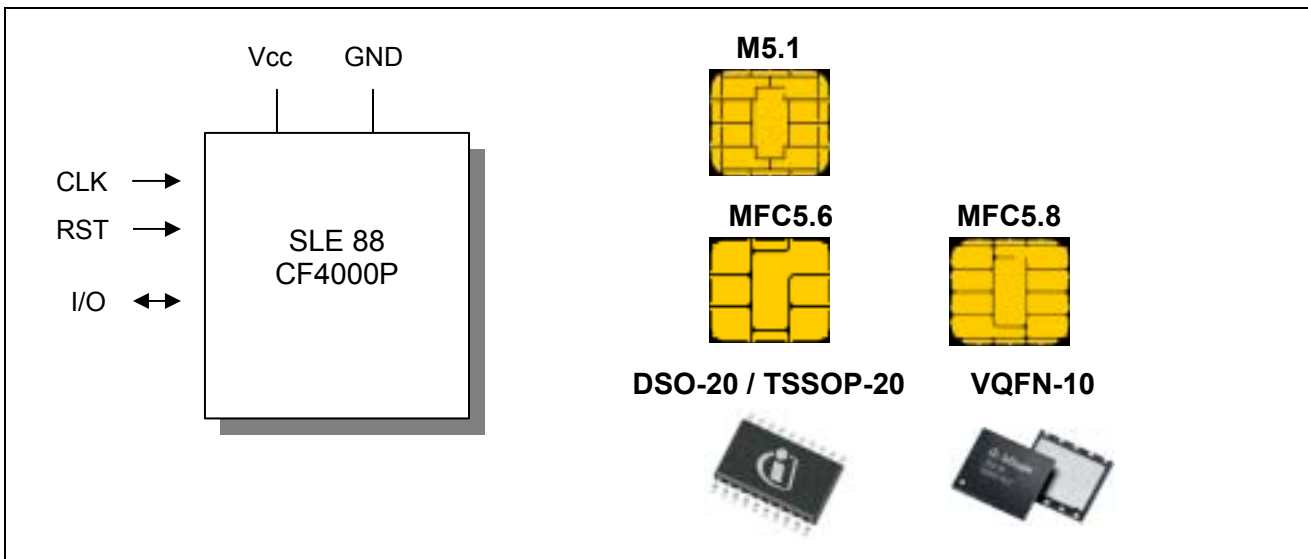 Vcc GND
CLK
RST
I/O
SLE 88
CF4000P
M5.1
MFC5.6 MFC5.8
DSO-20 / TSSOP-20 VQFN-10